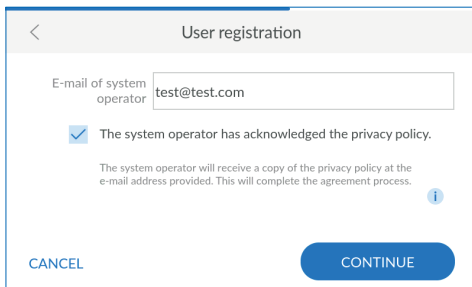 User registration
E-mail of system
operator
test@test.com
The system operator has acknowledged the privacy policy.
The system operator will receive a copy of the privacy policy at the
e-mail address provided. This will complete the agreement process.
i
CANCEL
CONTINUE